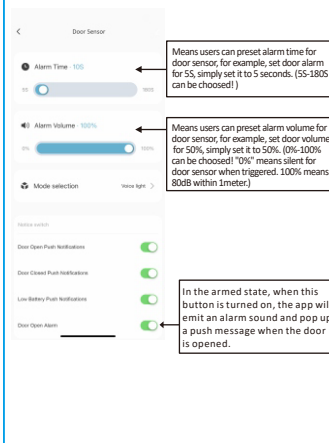 Door Sensor
Alarm Time · 10S
5S
180S
Alarm Volume · 100%
0%
100%
Mode selection
Voice light
Notice switch
Door Open Push Notifications
Door Closed Push Notifications
Low Battery Push Notifications
Door Open Alarm
Means users can preset alarm time for
door sensor, for example, set door alarm
for 5S, simply set it to 5 seconds. (5S-180S
can be choosed! )
Means users can preset alarm volume for
door sensor, for example, set door volume
for 50%, simply set it to 50%. (0%-100%
can be choosed! "0%" means silent for
door sensor when triggered. 100% means
80dB within 1meter.)
In the armed state, when this
button is turned on, the app will
emit an alarm sound and pop up
a push message when the door
is opened.